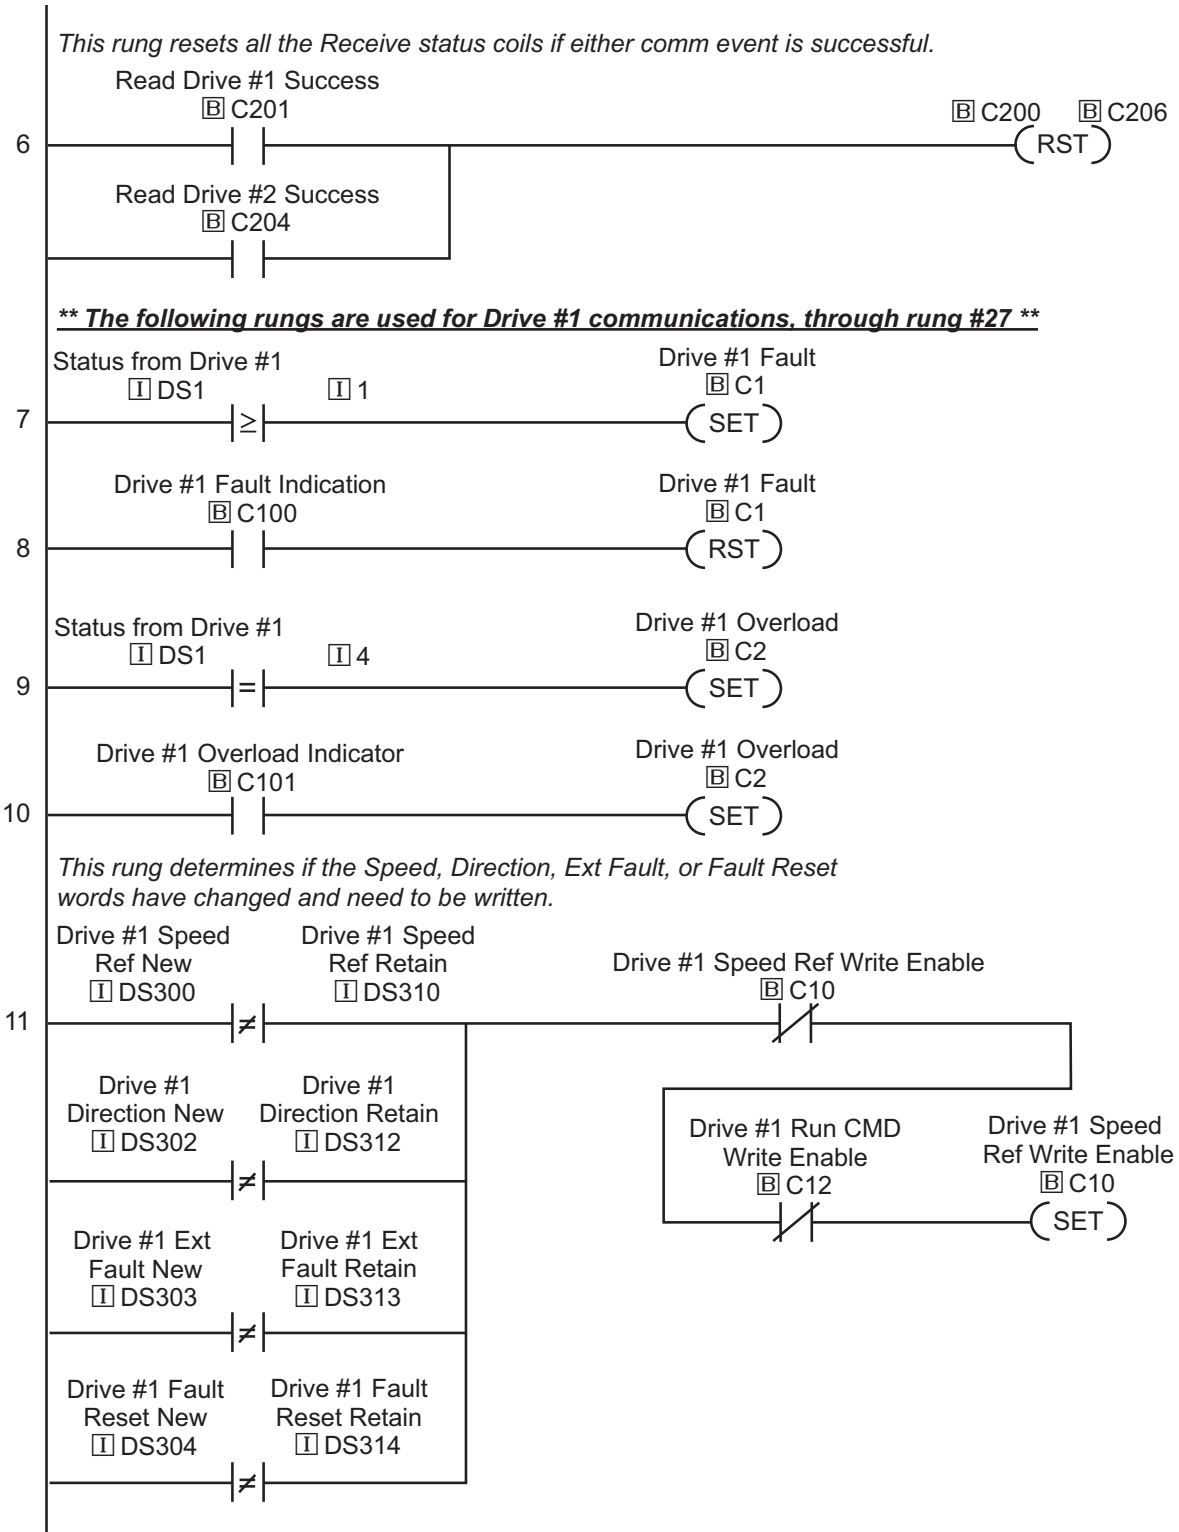 This rung resets all the Receive status coils if either comm event is successful.
Read Drive #1 Success
B C201
B C200 B C206
6
RST
Read Drive #2 Success
B C204
** The following rungs are used for Drive #1 communications, through rung #27 **
Status from Drive #1
I DS1 I 1
Drive #1 Fault
B C1
7
≥
SET
Drive #1 Fault Indication
B C100
Drive #1 Fault
B C1
8
RST
Status from Drive #1
I DS1 I 4
Drive #1 Overload
B C2
9
=
SET
Drive #1 Overload Indicator
B C101
Drive #1 Overload
B C2
10
SET
This rung determines if the Speed, Direction, Ext Fault, or Fault Reset
words have changed and need to be written.
Drive #1 Speed
Ref New
I DS300
Drive #1 Speed
Ref Retain
I DS310
Drive #1 Speed Ref Write Enable
B C10
11
≠
Drive #1
Direction New
I DS302
Drive #1
Direction Retain
I DS312
≠
Drive #1 Run CMD
Write Enable
B C12
Drive #1 Speed
Ref Write Enable
B C10
SET
Drive #1 Ext
Fault New
I DS303
Drive #1 Ext
Fault Retain
I DS313
≠
Drive #1 Fault
Reset New
I DS304
Drive #1 Fault
Reset Retain
I DS314
≠